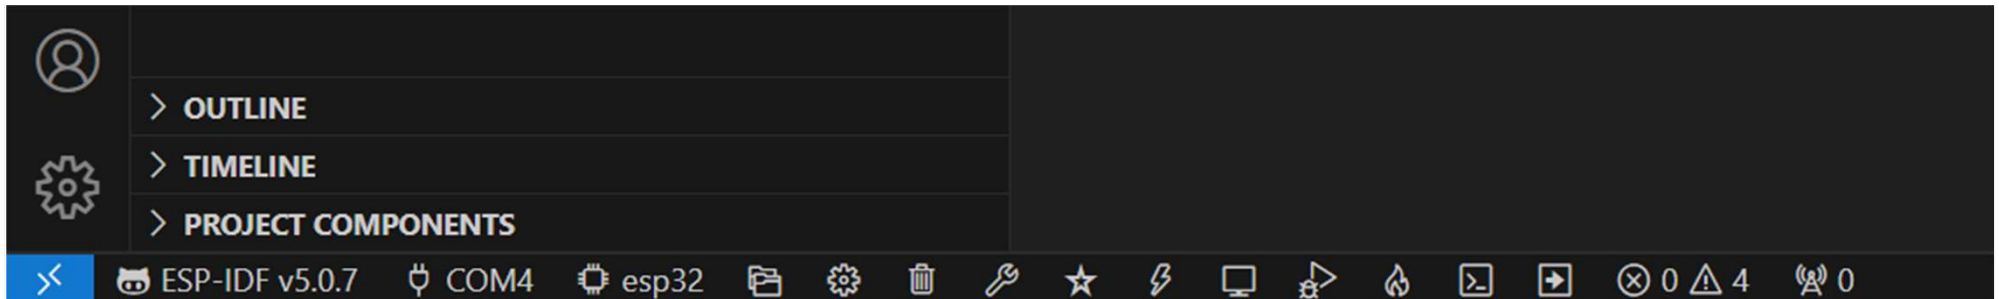 OUTLINE
TIMELINE
PROJECT COMPONENTS
ESP-IDF v5.0.7 COM4 esp32 0 4 0